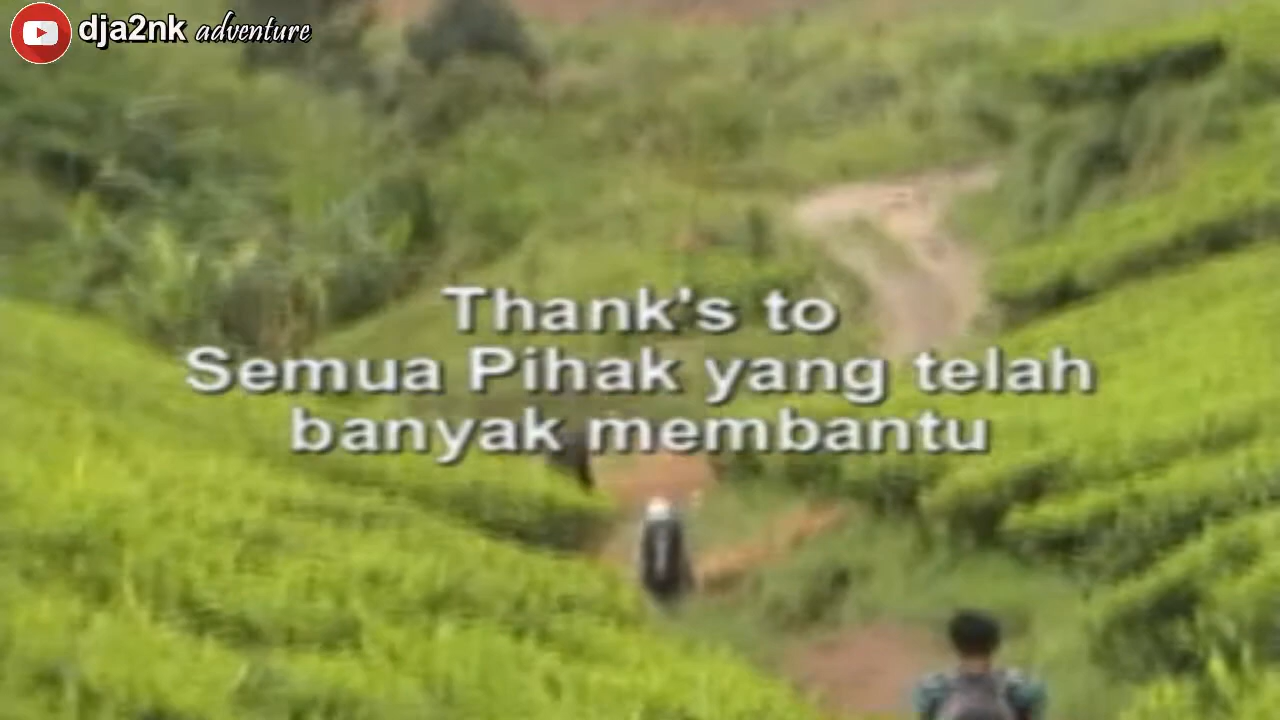 dja2nk adventure
Thank's to
Semua Pihak yang telah
banyak membantu